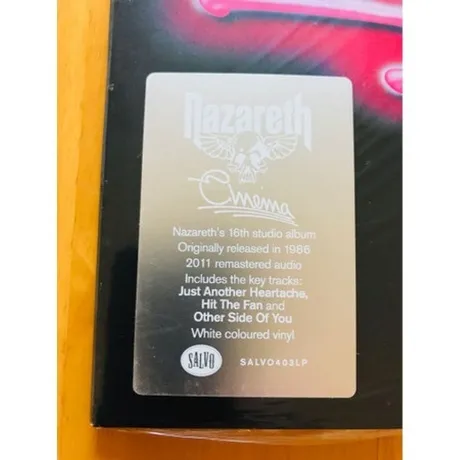 Nazareth
Cinema
Nazareth's 16th studio album
Originally released in 1986
2011 remastered audio
Includes the key tracks:
Just Another Heartache,
Hit The Fan and
Other Side Of You
White coloured vinyl
SALVO SALVO403LP